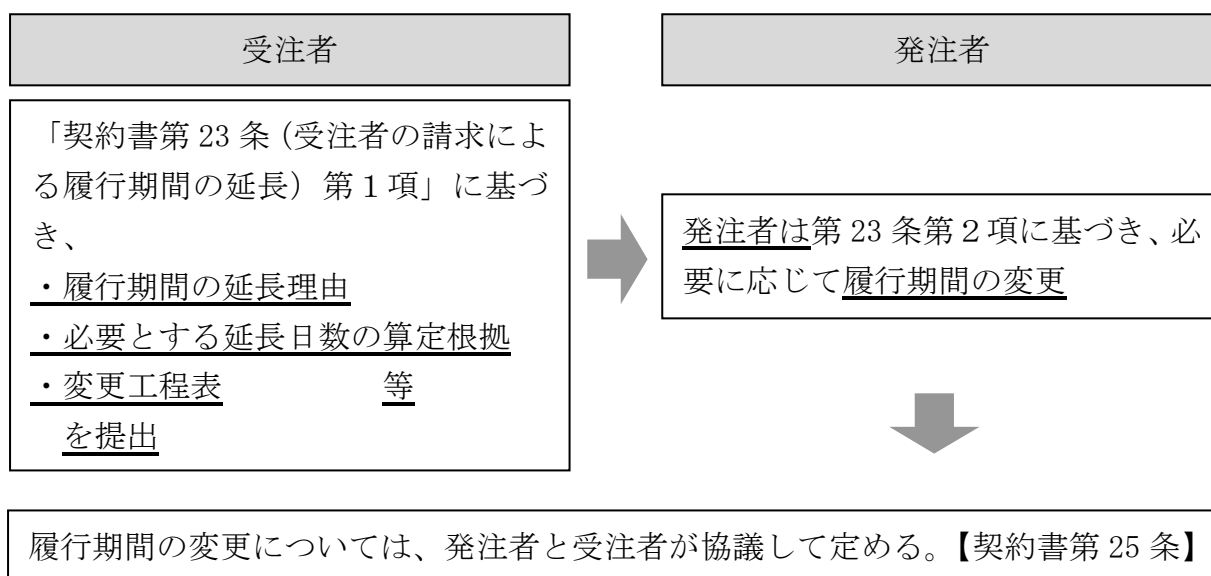 受注者
発注者
「契約書第 23 条（受注者の請求によ
る履行期間の延長）第１項」に基づ
き、
・履行期間の延長理由
・必要とする延長日数の算定根拠
・変更工程表　　　　　等
を提出
発注者は第 23 条第２項に基づき、必
要に応じて履行期間の変更
履行期間の変更については、発注者と受注者が協議して定める。【契約書第 25 条】